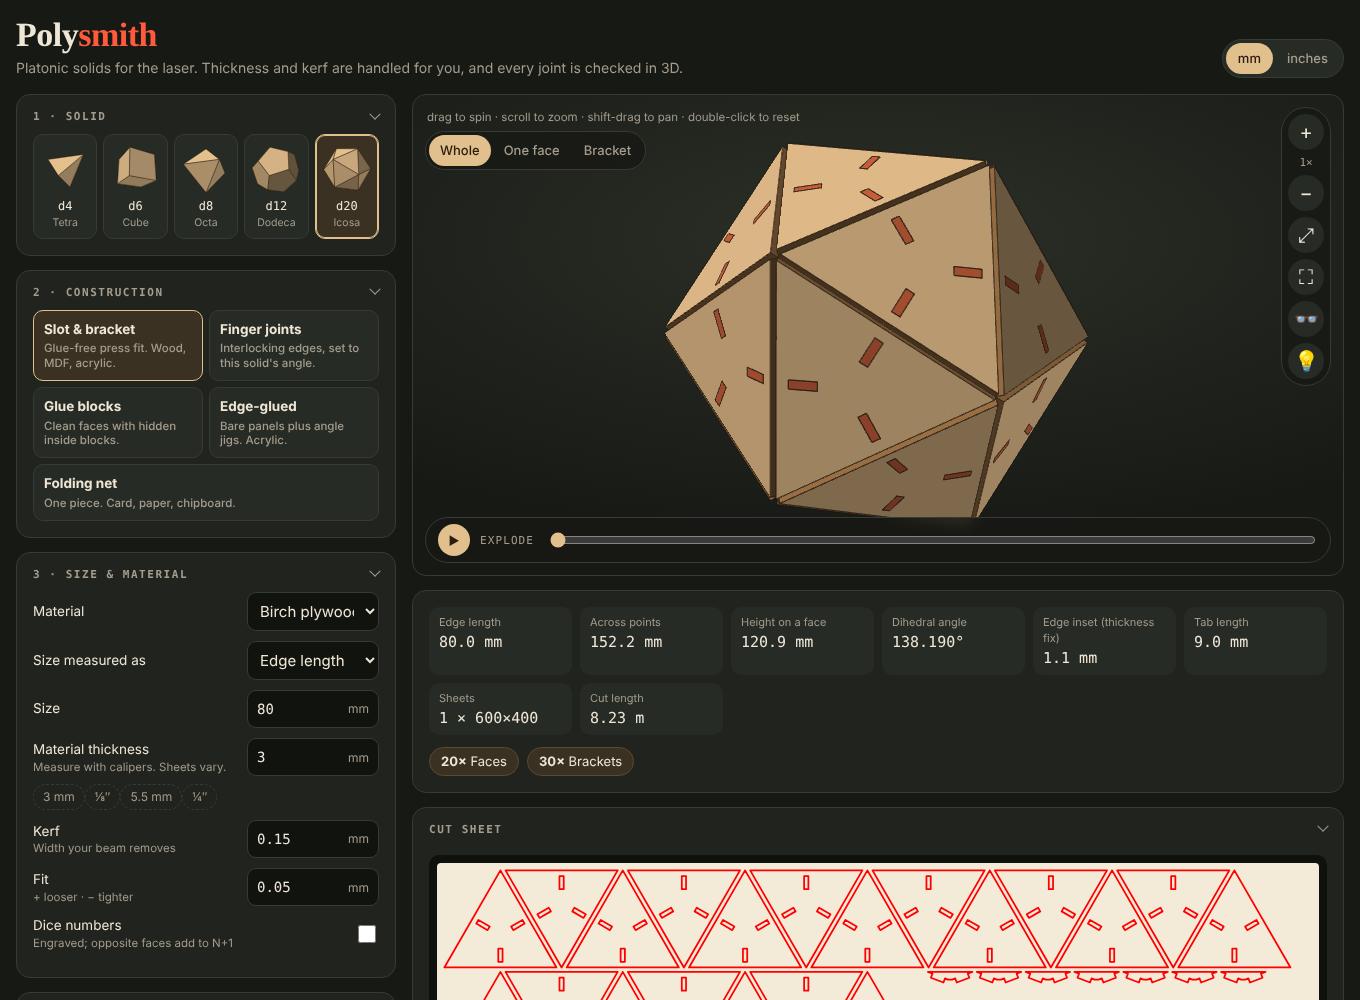 Polysmith
Platonic solids for the laser. Thickness and kerf are handled for you, and every joint is checked in 3D.
mm inches
1 · SOLID
d4
Tetra
d6
Cube
d8
Octa
d12
Dodeca
d20
Icosa
2 · CONSTRUCTION
Slot & bracket
Glue-free press fit. Wood,
MDF, acrylic.
Finger joints
Interlocking edges, set to
this solid's angle.
Glue blocks
Clean faces with hidden
inside blocks.
Edge-glued
Bare panels plus angle
jigs. Acrylic.
Folding net
One piece. Card, paper, chipboard.
3 · SIZE & MATERIAL
Material
Birch plywoo
Size measured as
Edge length
Size
80 mm
Material thickness
Measure with calipers. Sheets vary.
3 mm
3 mm ⅛″ 5.5 mm ¼″
Kerf
Width your beam removes
0.15 mm
Fit
+ looser · − tighter
0.05 mm
Dice numbers
Engraved; opposite faces add to N+1
drag to spin · scroll to zoom · shift-drag to pan · double-click to reset
Whole One face Bracket
+
1×
−
EXPLODE
Edge length
80.0 mm
Across points
152.2 mm
Height on a face
120.9 mm
Dihedral angle
138.190°
Edge inset (thickness
fix)
1.1 mm
Tab length
9.0 mm
Sheets
1 × 600×400
Cut length
8.23 m
20× Faces 30× Brackets
CUT SHEET